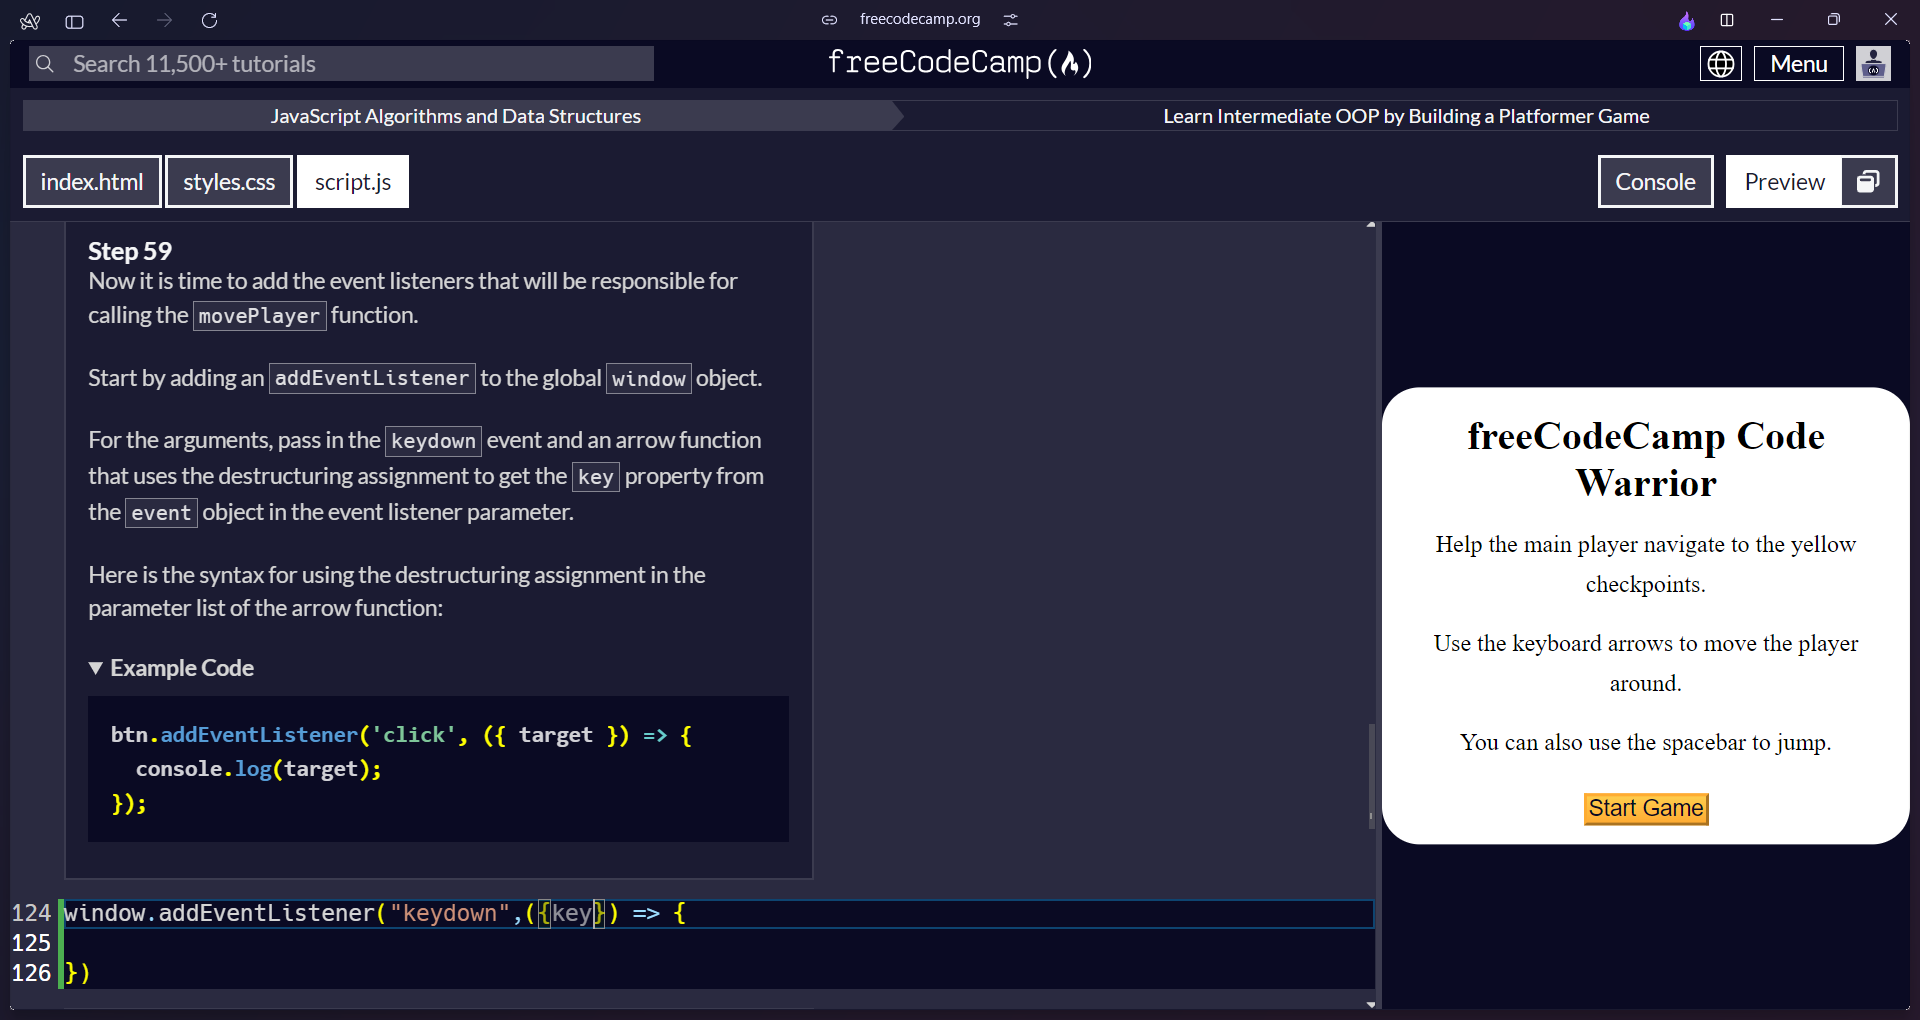 freecodecamp.org
Search 11,500+ tutorials
freeCodeCamp(🔥)
Menu
JavaScript Algorithms and Data Structures
Learn Intermediate OOP by Building a Platformer Game
index.html
styles.css
script.js
Console
Preview
Step 59
Now it is time to add the event listeners that will be responsible for
calling the movePlayer function.
Start by adding an addEventListener to the global window object.
For the arguments, pass in the keydown event and an arrow function
that uses the destructuring assignment to get the key property from
the event object in the event listener parameter.
Here is the syntax for using the destructuring assignment in the
parameter list of the arrow function:
▼ Example Code
btn.addEventListener('click', ({ target }) => {
  console.log(target);
});
124 window.addEventListener("keydown",({key}) => {
125
126 })
freeCodeCamp Code
Warrior
Help the main player navigate to the yellow
checkpoints.
Use the keyboard arrows to move the player
around.
You can also use the spacebar to jump.
Start Game